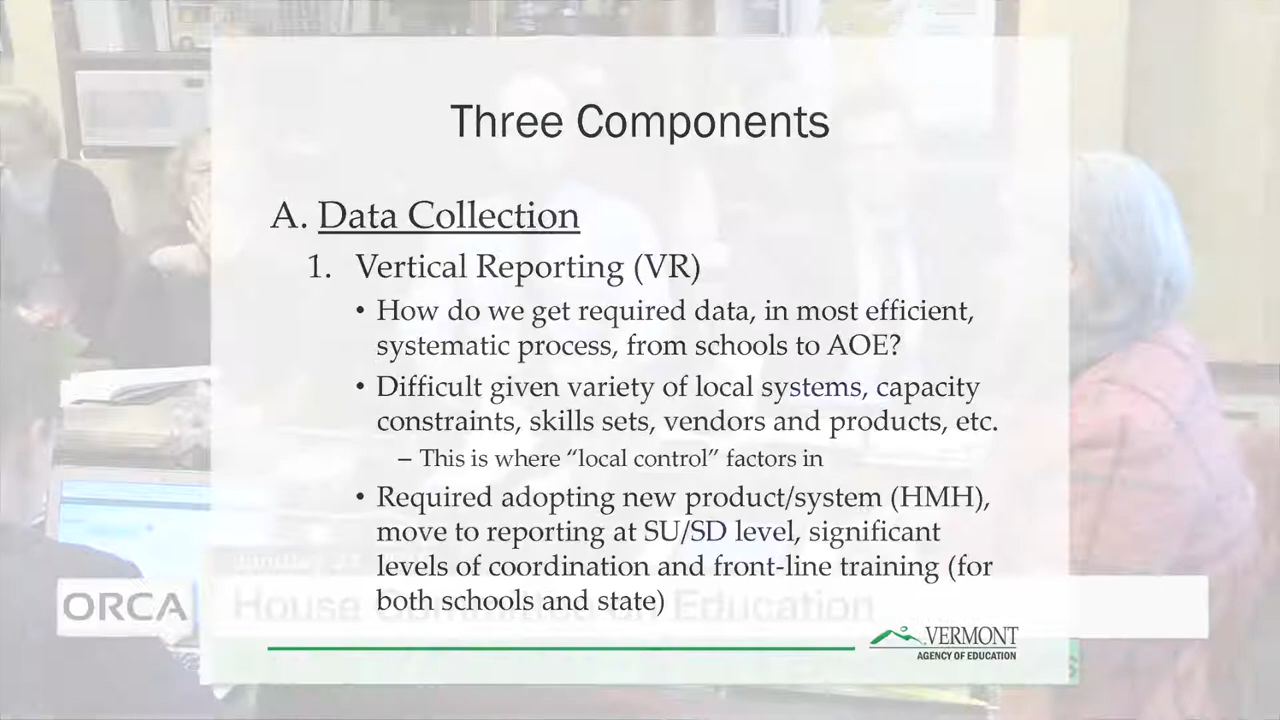 Three Components
A. Data Collection
1. Vertical Reporting (VR)
• How do we get required data, in most efficient,
systematic process, from schools to AOE?
• Difficult given variety of local systems, capacity
constraints, skills sets, vendors and products, etc.
– This is where “local control” factors in
• Required adopting new product/system (HMH),
move to reporting at SU/SD level, significant
levels of coordination and front-line training (for
both schools and state)
ORCA
House Committee on Education
VERMONT
AGENCY OF EDUCATION